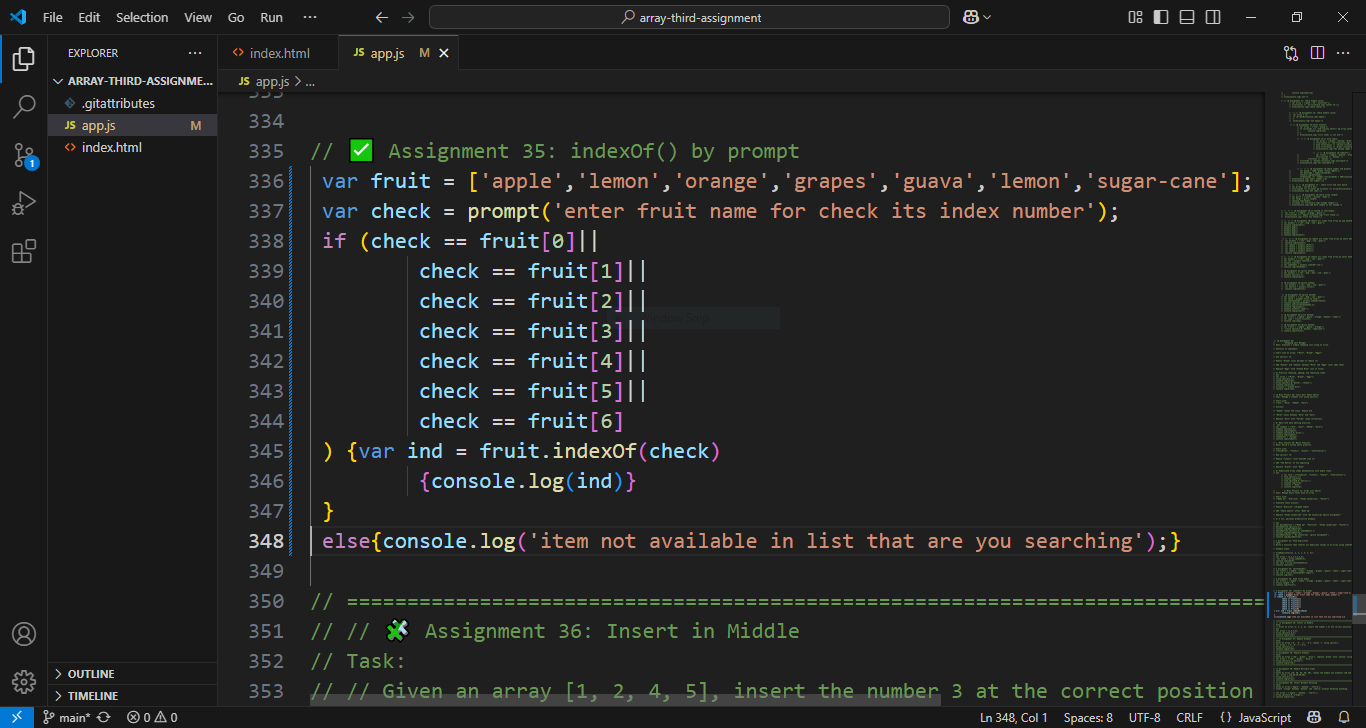 File Edit Selection View Go Run ··· array-third-assignment
EXPLORER ···
ARRAY-THIRD-ASSIGNME...
.gitattributes
JS app.js M
<> index.html
OUTLINE
TIMELINE
<> index.html JS app.js M
JS app.js > ...
333
334
335 // ✅ Assignment 35: indexOf() by prompt
336 var fruit = ['apple','lemon','orange','grapes','guava','lemon','sugar-cane'];
337 var check = prompt('enter fruit name for check its index number');
338 if (check == fruit[0]||
339 check == fruit[1]||
340 check == fruit[2]||
341 check == fruit[3]||
342 check == fruit[4]||
343 check == fruit[5]||
344 check == fruit[6]
345 ) {var ind = fruit.indexOf(check)
346 {console.log(ind)}
347 }
348 else{console.log('item not available in list that are you searching');}
349
350 // ============================================================================
351 // // 🧩 Assignment 36: Insert in Middle
352 // Task:
353 // // Given an array [1, 2, 4, 5], insert the number 3 at the correct position
1
main* 0 0 Ln 348, Col 1 Spaces: 8 UTF-8 CRLF {} JavaScript